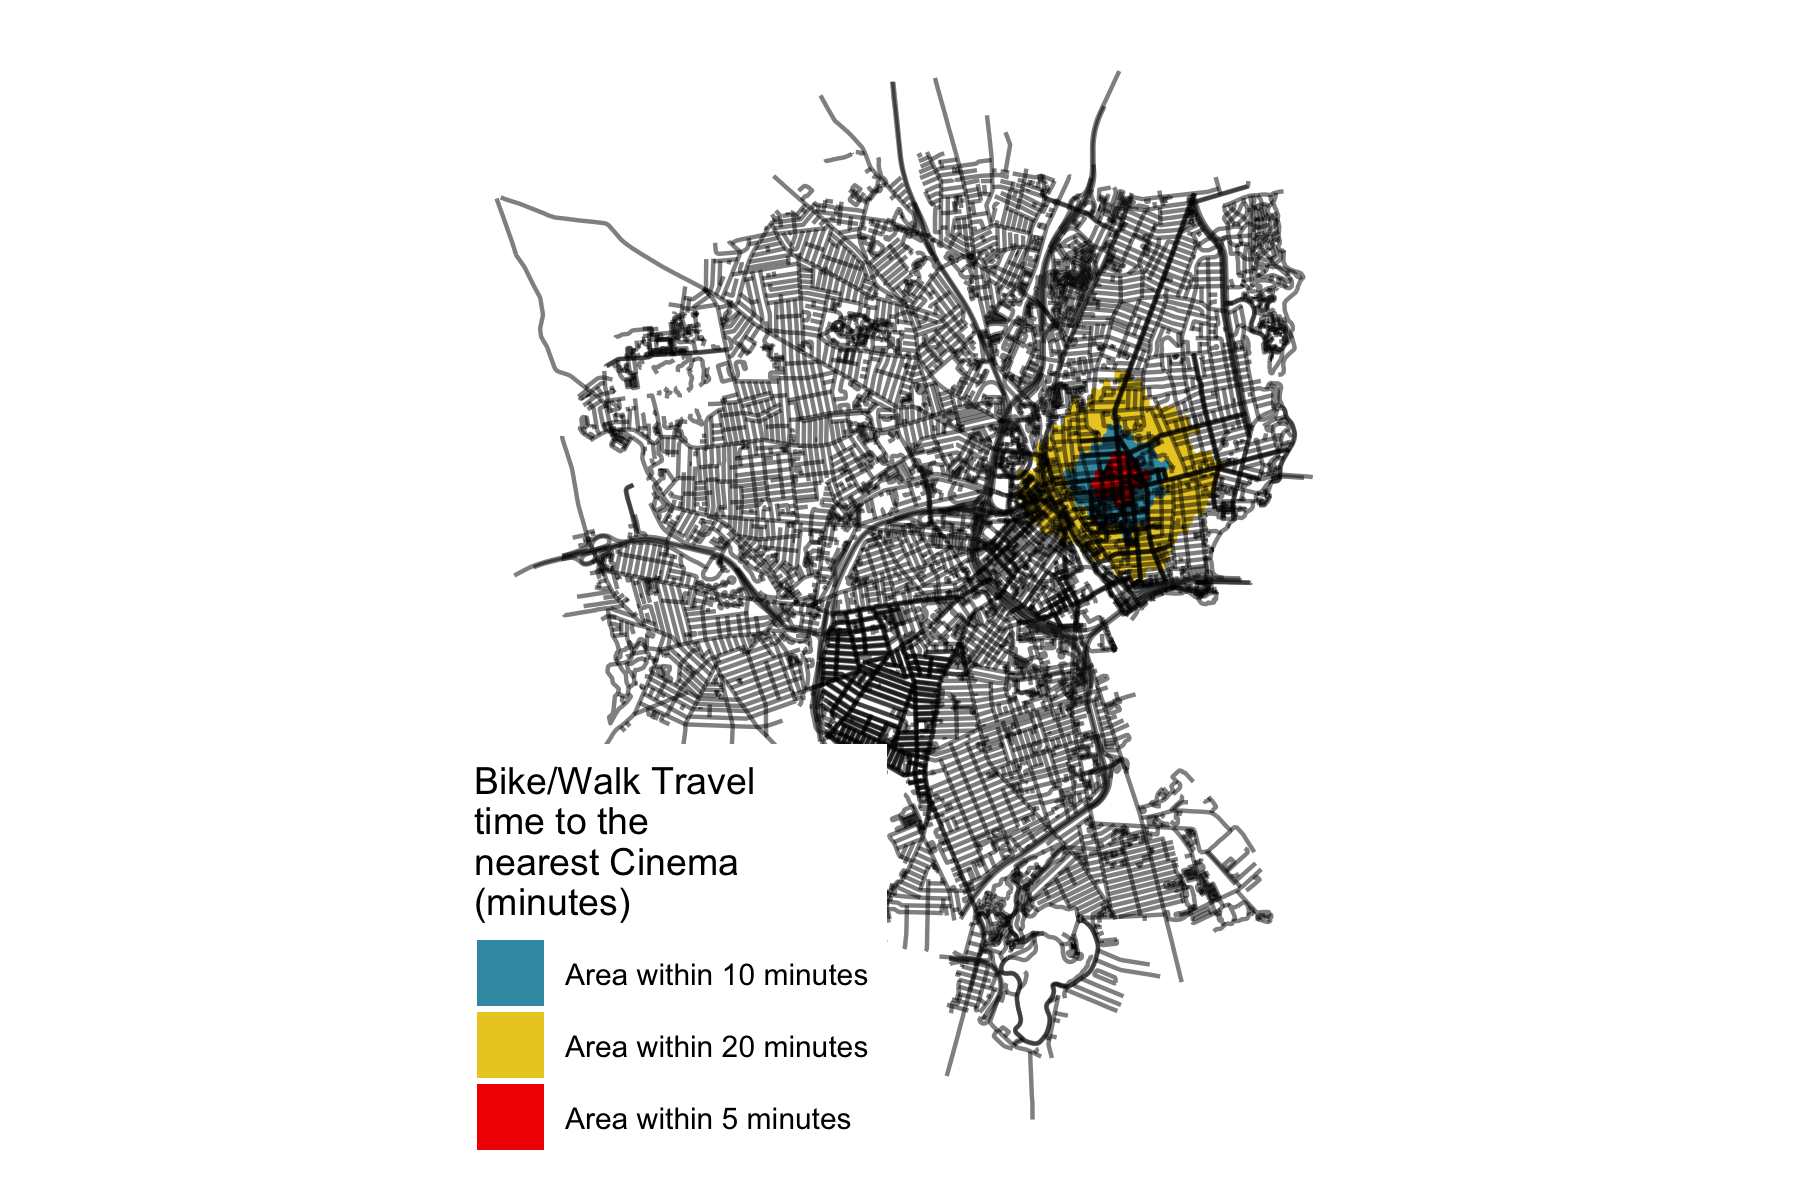 Bike/Walk Travel
time to the
nearest Cinema
(minutes)
Area within 10 minutes
Area within 20 minutes
Area within 5 minutes